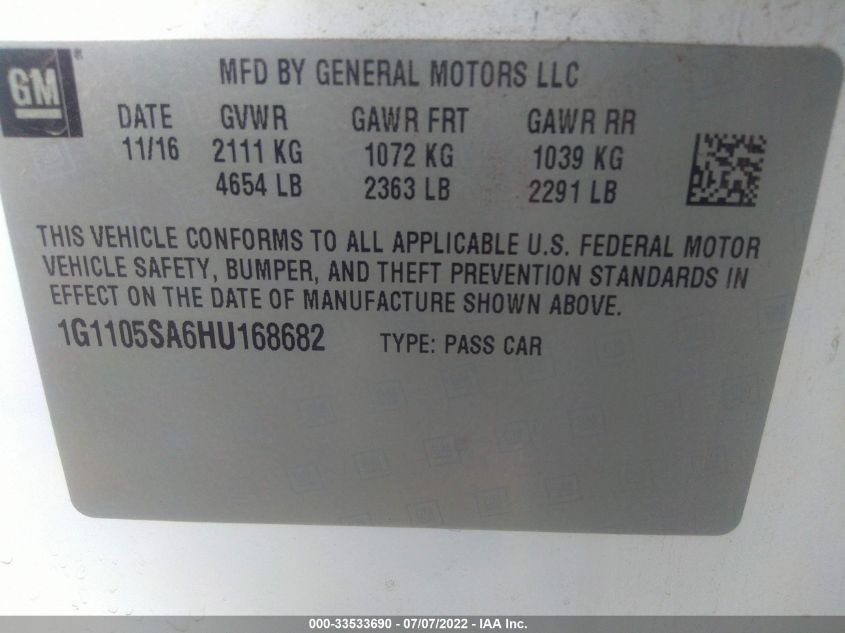 GM
MFD BY GENERAL MOTORS LLC
DATE GVWR GAWR FRT GAWR RR
11/16 2111 KG 1072 KG 1039 KG
4654 LB 2363 LB 2291 LB
THIS VEHICLE CONFORMS TO ALL APPLICABLE U.S. FEDERAL MOTOR
VEHICLE SAFETY, BUMPER, AND THEFT PREVENTION STANDARDS IN
EFFECT ON THE DATE OF MANUFACTURE SHOWN ABOVE.
1G1105SA6HU168682 TYPE: PASS CAR
000-33533690 - 07/07/2022 - IAA Inc.